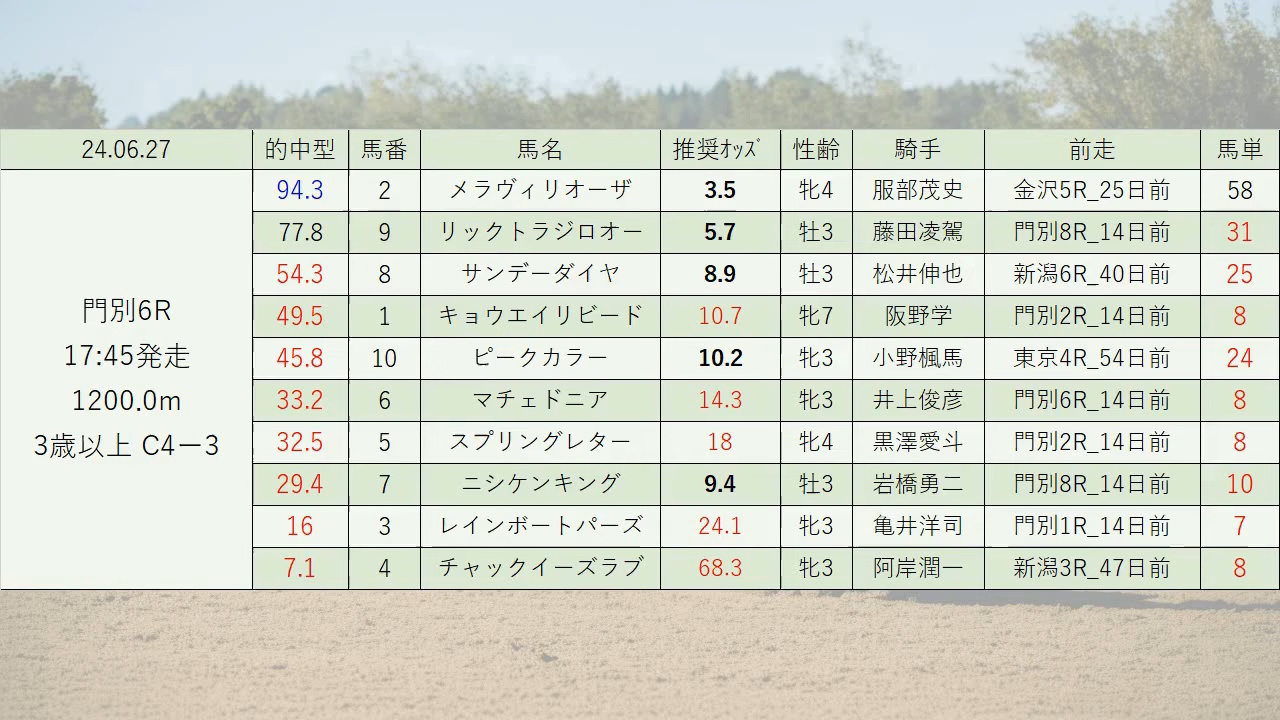 24.06.27 的中型 馬番 馬名 推奨ｵｯｽﾞ 性齢 騎手 前走 馬単
門別6R
17:45発走
1200.0m
3歳以上 C4ー3
94.3 2 メラヴィリオーザ 3.5 牝4 服部茂史 金沢5R_25日前 58
77.8 9 リックトラジロオー 5.7 牡3 藤田凌駕 門別8R_14日前 31
54.3 8 サンデーダイヤ 8.9 牡3 松井伸也 新潟6R_40日前 25
49.5 1 キョウエイリビード 10.7 牝7 阪野学 門別2R_14日前 8
45.8 10 ピークカラー 10.2 牝3 小野楓馬 東京4R_54日前 24
33.2 6 マチェドニア 14.3 牝3 井上俊彦 門別6R_14日前 8
32.5 5 スプリングレター 18 牝4 黒澤愛斗 門別2R_14日前 8
29.4 7 ニシケンキング 9.4 牡3 岩橋勇二 門別8R_14日前 10
16 3 レインボートパーズ 24.1 牝3 亀井洋司 門別1R_14日前 7
7.1 4 チャックイーズラブ 68.3 牝3 阿岸潤一 新潟3R_47日前 8